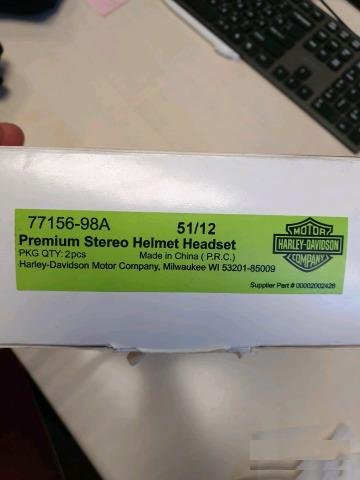 77156-98A 51/12
Premium Stereo Helmet Headset
PKG QTY: 2pcs Made in China ( P.R.C.)
Harley-Davidson Motor Company, Milwaukee WI 53201-85009
MOTOR
HARLEY-DAVIDSON
COMPANY
Supplier Part # 00002002428